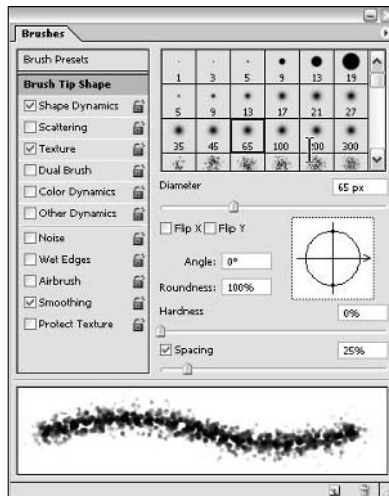 Brushes
Brush Presets
Brush Tip Shape
Shape Dynamics
Scattering
Texture
Dual Brush
Color Dynamics
Other Dynamics
Noise
Wet Edges
Airbrush
Smoothing
Protect Texture
1 3 5 9 13 19
5 9 13 17 21 27
35 45 65 100 200 300
Diameter 65 px
Flip X Flip Y
Angle: 0°
Roundness: 100%
Hardness
0%
Spacing 25%